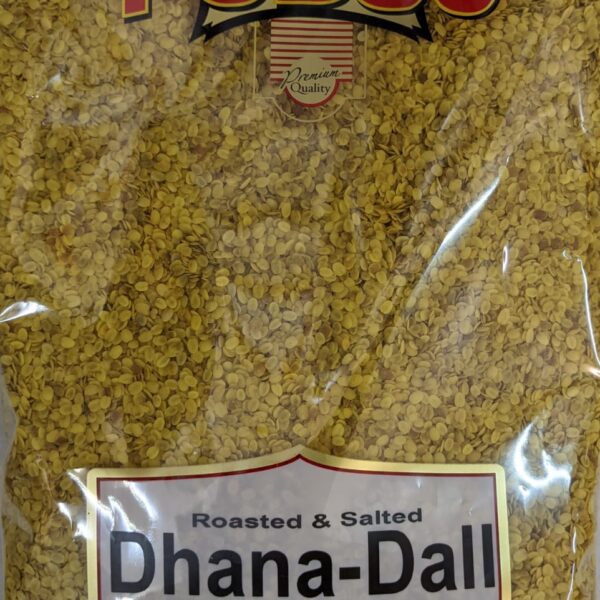 Premium
Quality
Roasted & Salted
Dhana-Dall